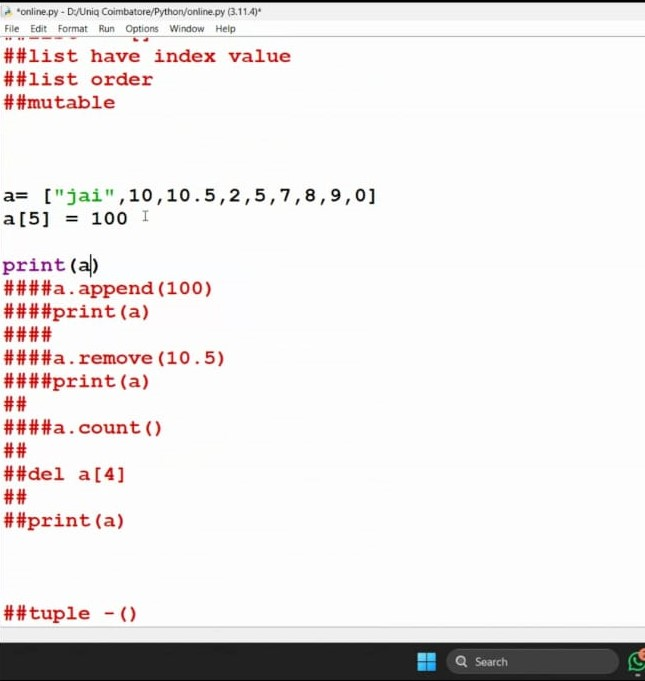 *online.py - D:/Uniq Coimbatore/Python/online.py (3.11.4)*
File Edit Format Run Options Window Help
##list have index value
##list order
##mutable
a= ["jai",10,10.5,2,5,7,8,9,0]
a[5] = 100
print(a)
####a.append(100)
####print(a)
####
####a.remove(10.5)
####print(a)
##
####a.count()
##
##del a[4]
##
##print(a)
##tuple -()
Search